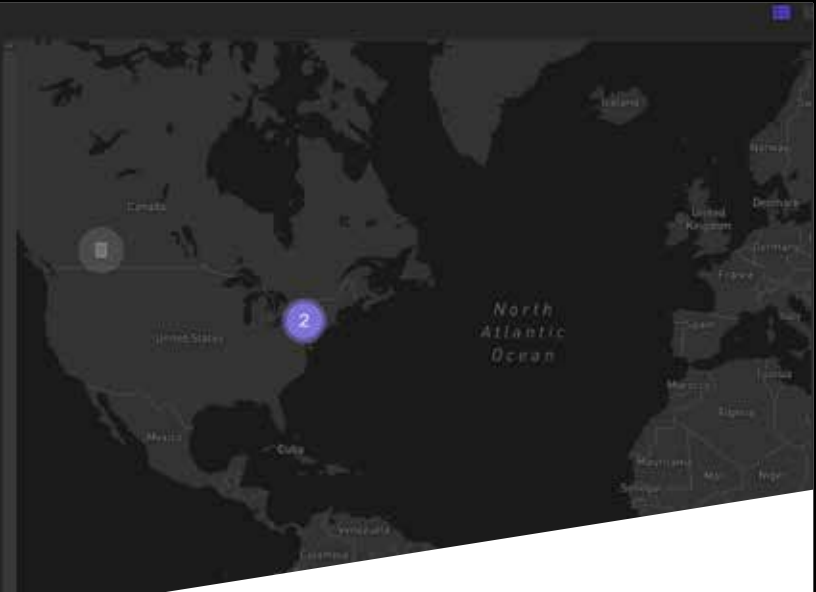 Iceland
Norway
Canada
United
Kingdom
Denmark
Germany
France
North
Atlantic
Ocean
2
United States
Spain
Morocco
Tunisia
Algeria
Mexico
Cuba
Mauritania
Mali
Niger
Senegal
Venezuela
Colombia